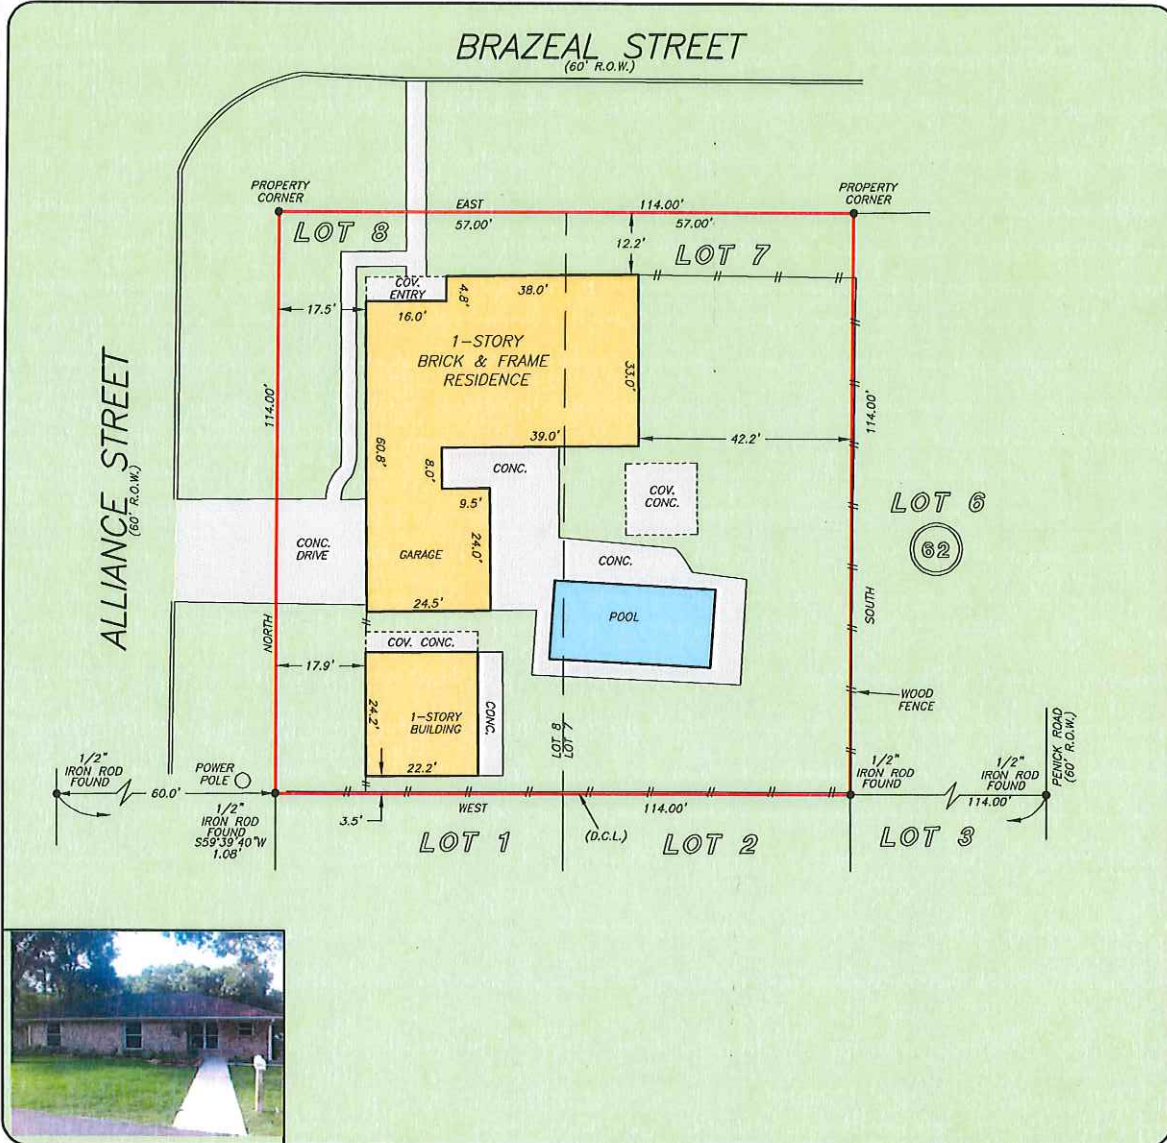 BRAZEAL STREET
(60' R.O.W.)
PROPERTY
CORNER
PROPERTY
CORNER
EAST
114.00'
57.00'
57.00'
LOT 8
12.2'
LOT 7
COV.
ENTRY
4.8'
38.0'
17.5'
16.0'
1-STORY
BRICK & FRAME
RESIDENCE
33.0'
ALLIANCE STREET
(60' R.O.W.)
114.00'
114.00'
60.8'
39.0'
42.2'
8.0'
CONC.
COV.
CONC.
LOT 6
62
9.5'
CONC.
DRIVE
GARAGE
24.0'
CONC.
24.5'
POOL
SOUTH
NORTH
COV. CONC.
17.9'
24.2'
1-STORY
BUILDING
CONC.
LOT 8
LOT 7
WOOD
FENCE
22.2'
1/2"
IRON ROD
FOUND
POWER
POLE
60.0'
1/2"
IRON ROD
FOUND
S59°39'40"W
1.08'
3.5'
WEST
114.00'
(D.C.L.)
LOT 1
LOT 2
1/2"
IRON ROD
FOUND
1/2"
IRON ROD
FOUND
114.00'
PENICK ROAD
(60' R.O.W.)
LOT 3